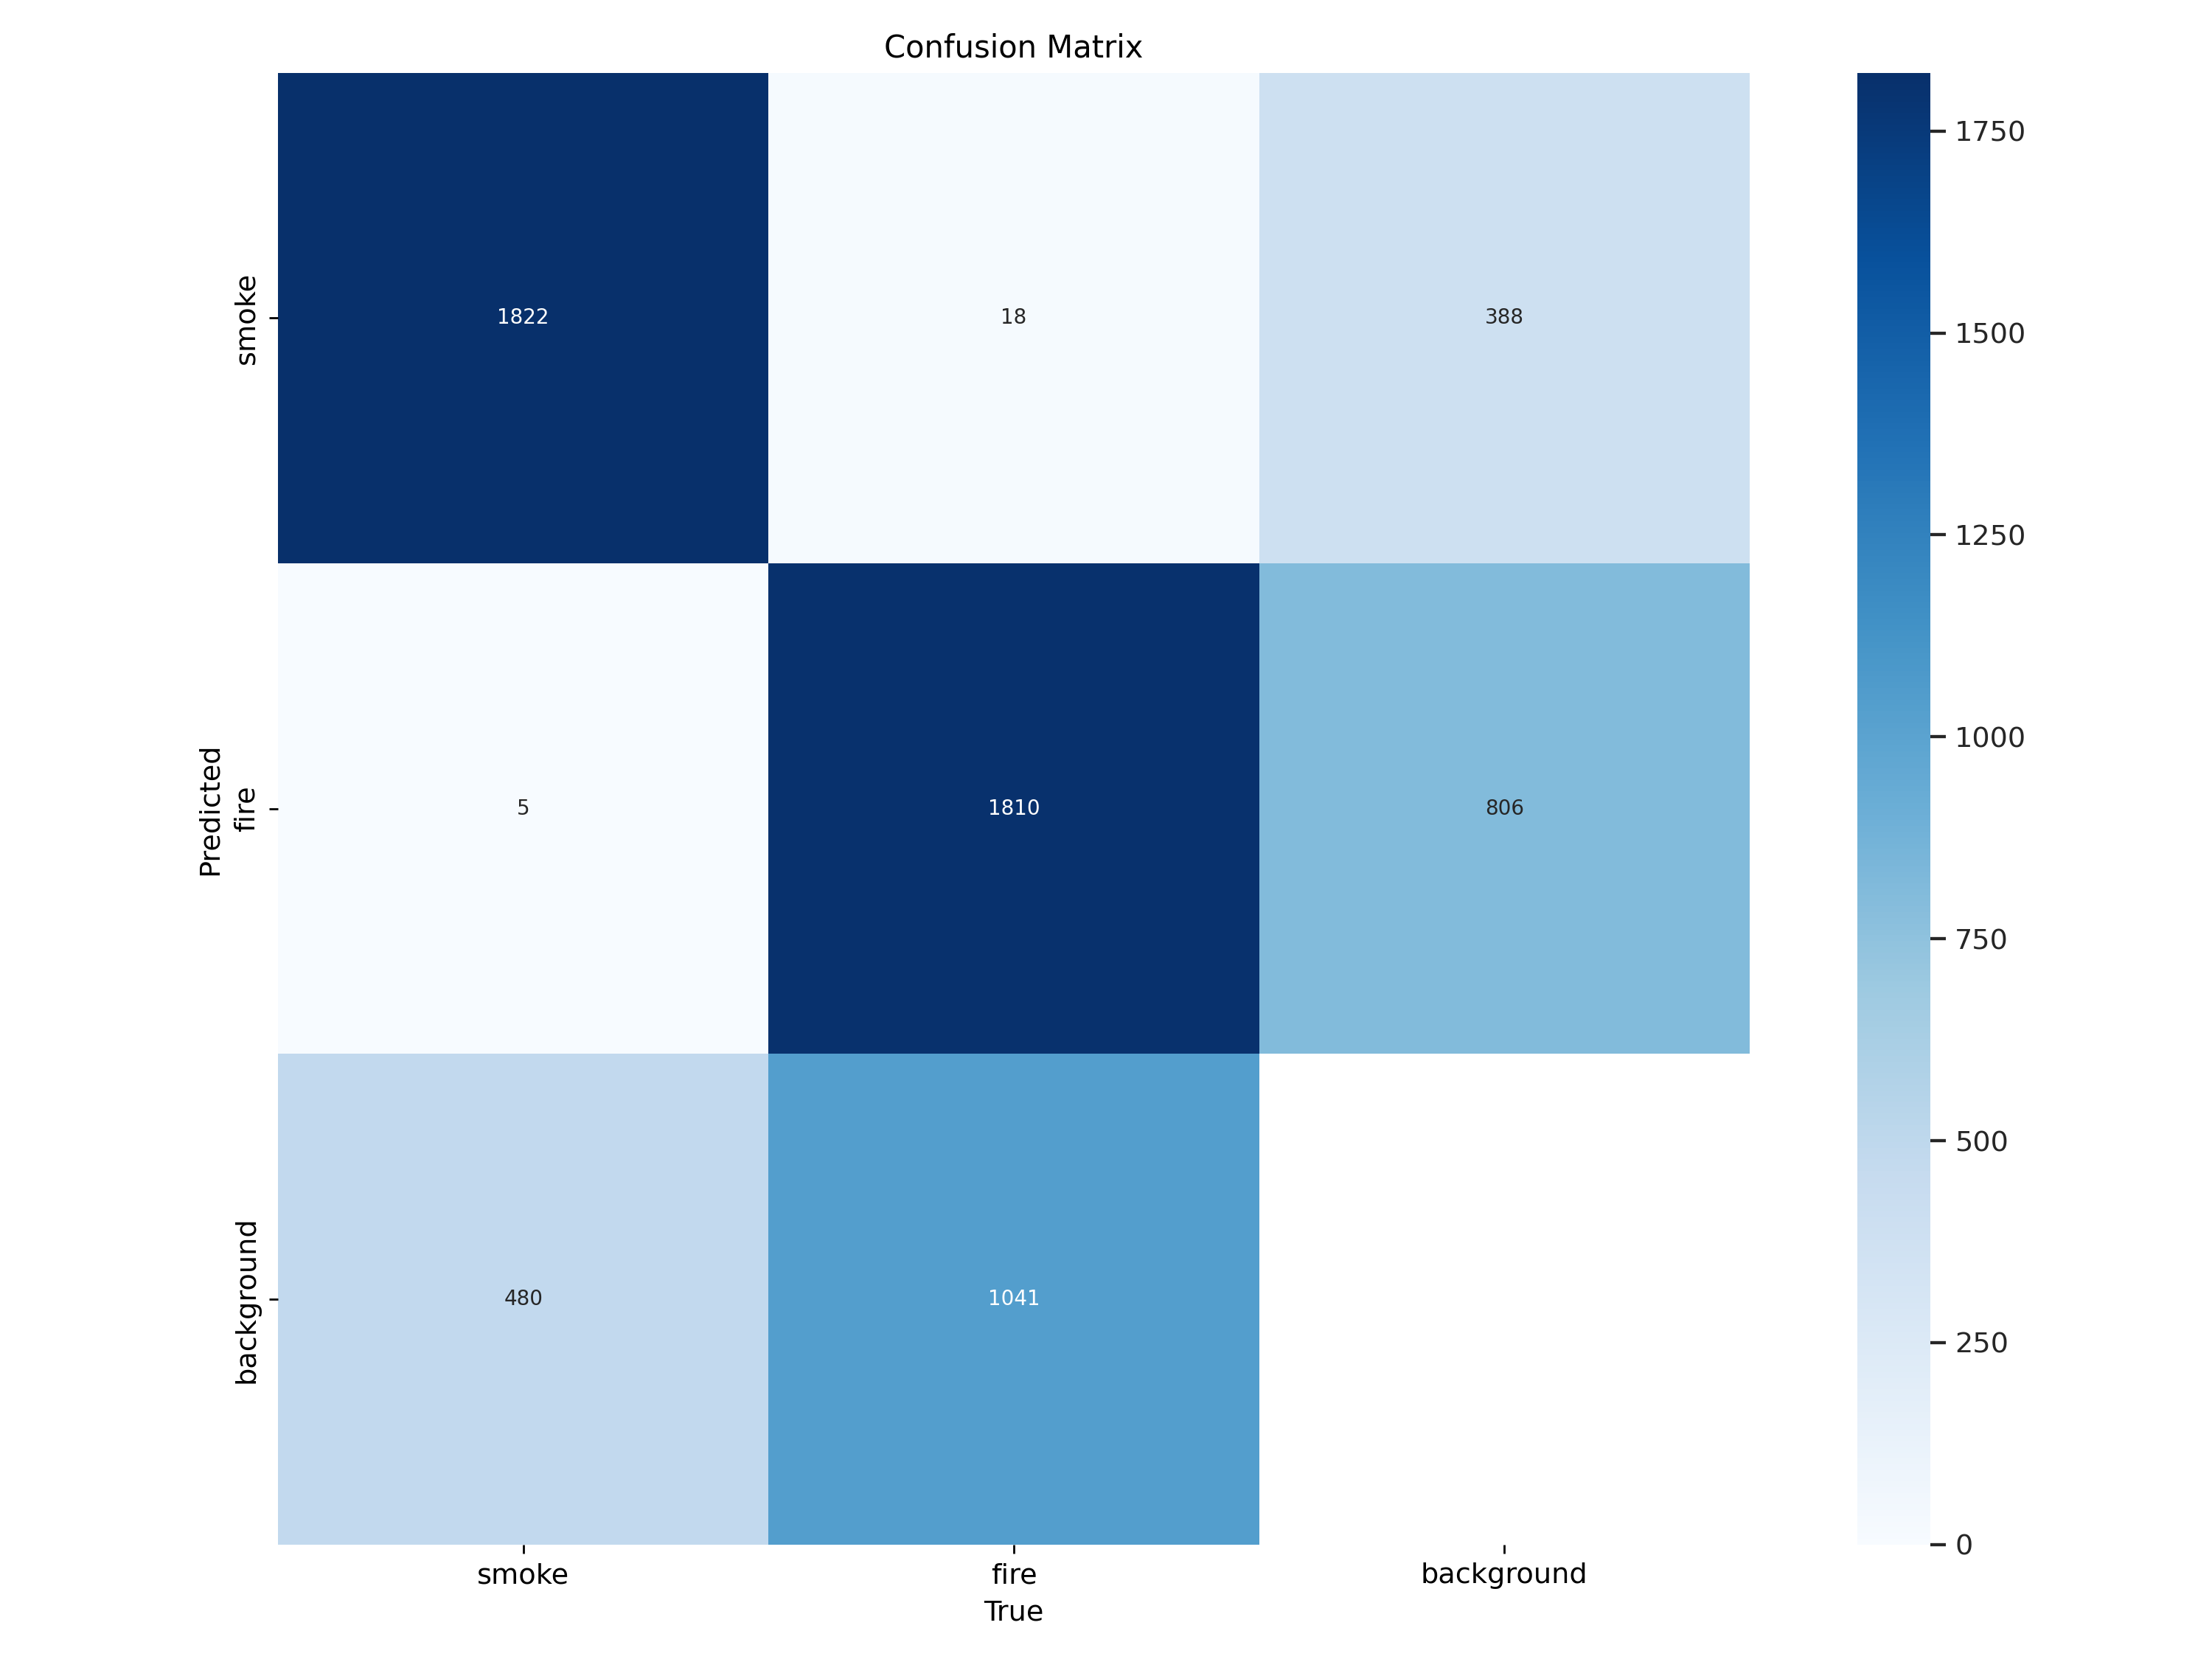 Confusion Matrix
smoke
1822
18
388
1750
1500
1250
1000
750
500
250
0
Predicted
fire
5
1810
806
background
480
1041
smoke
fire
background
True